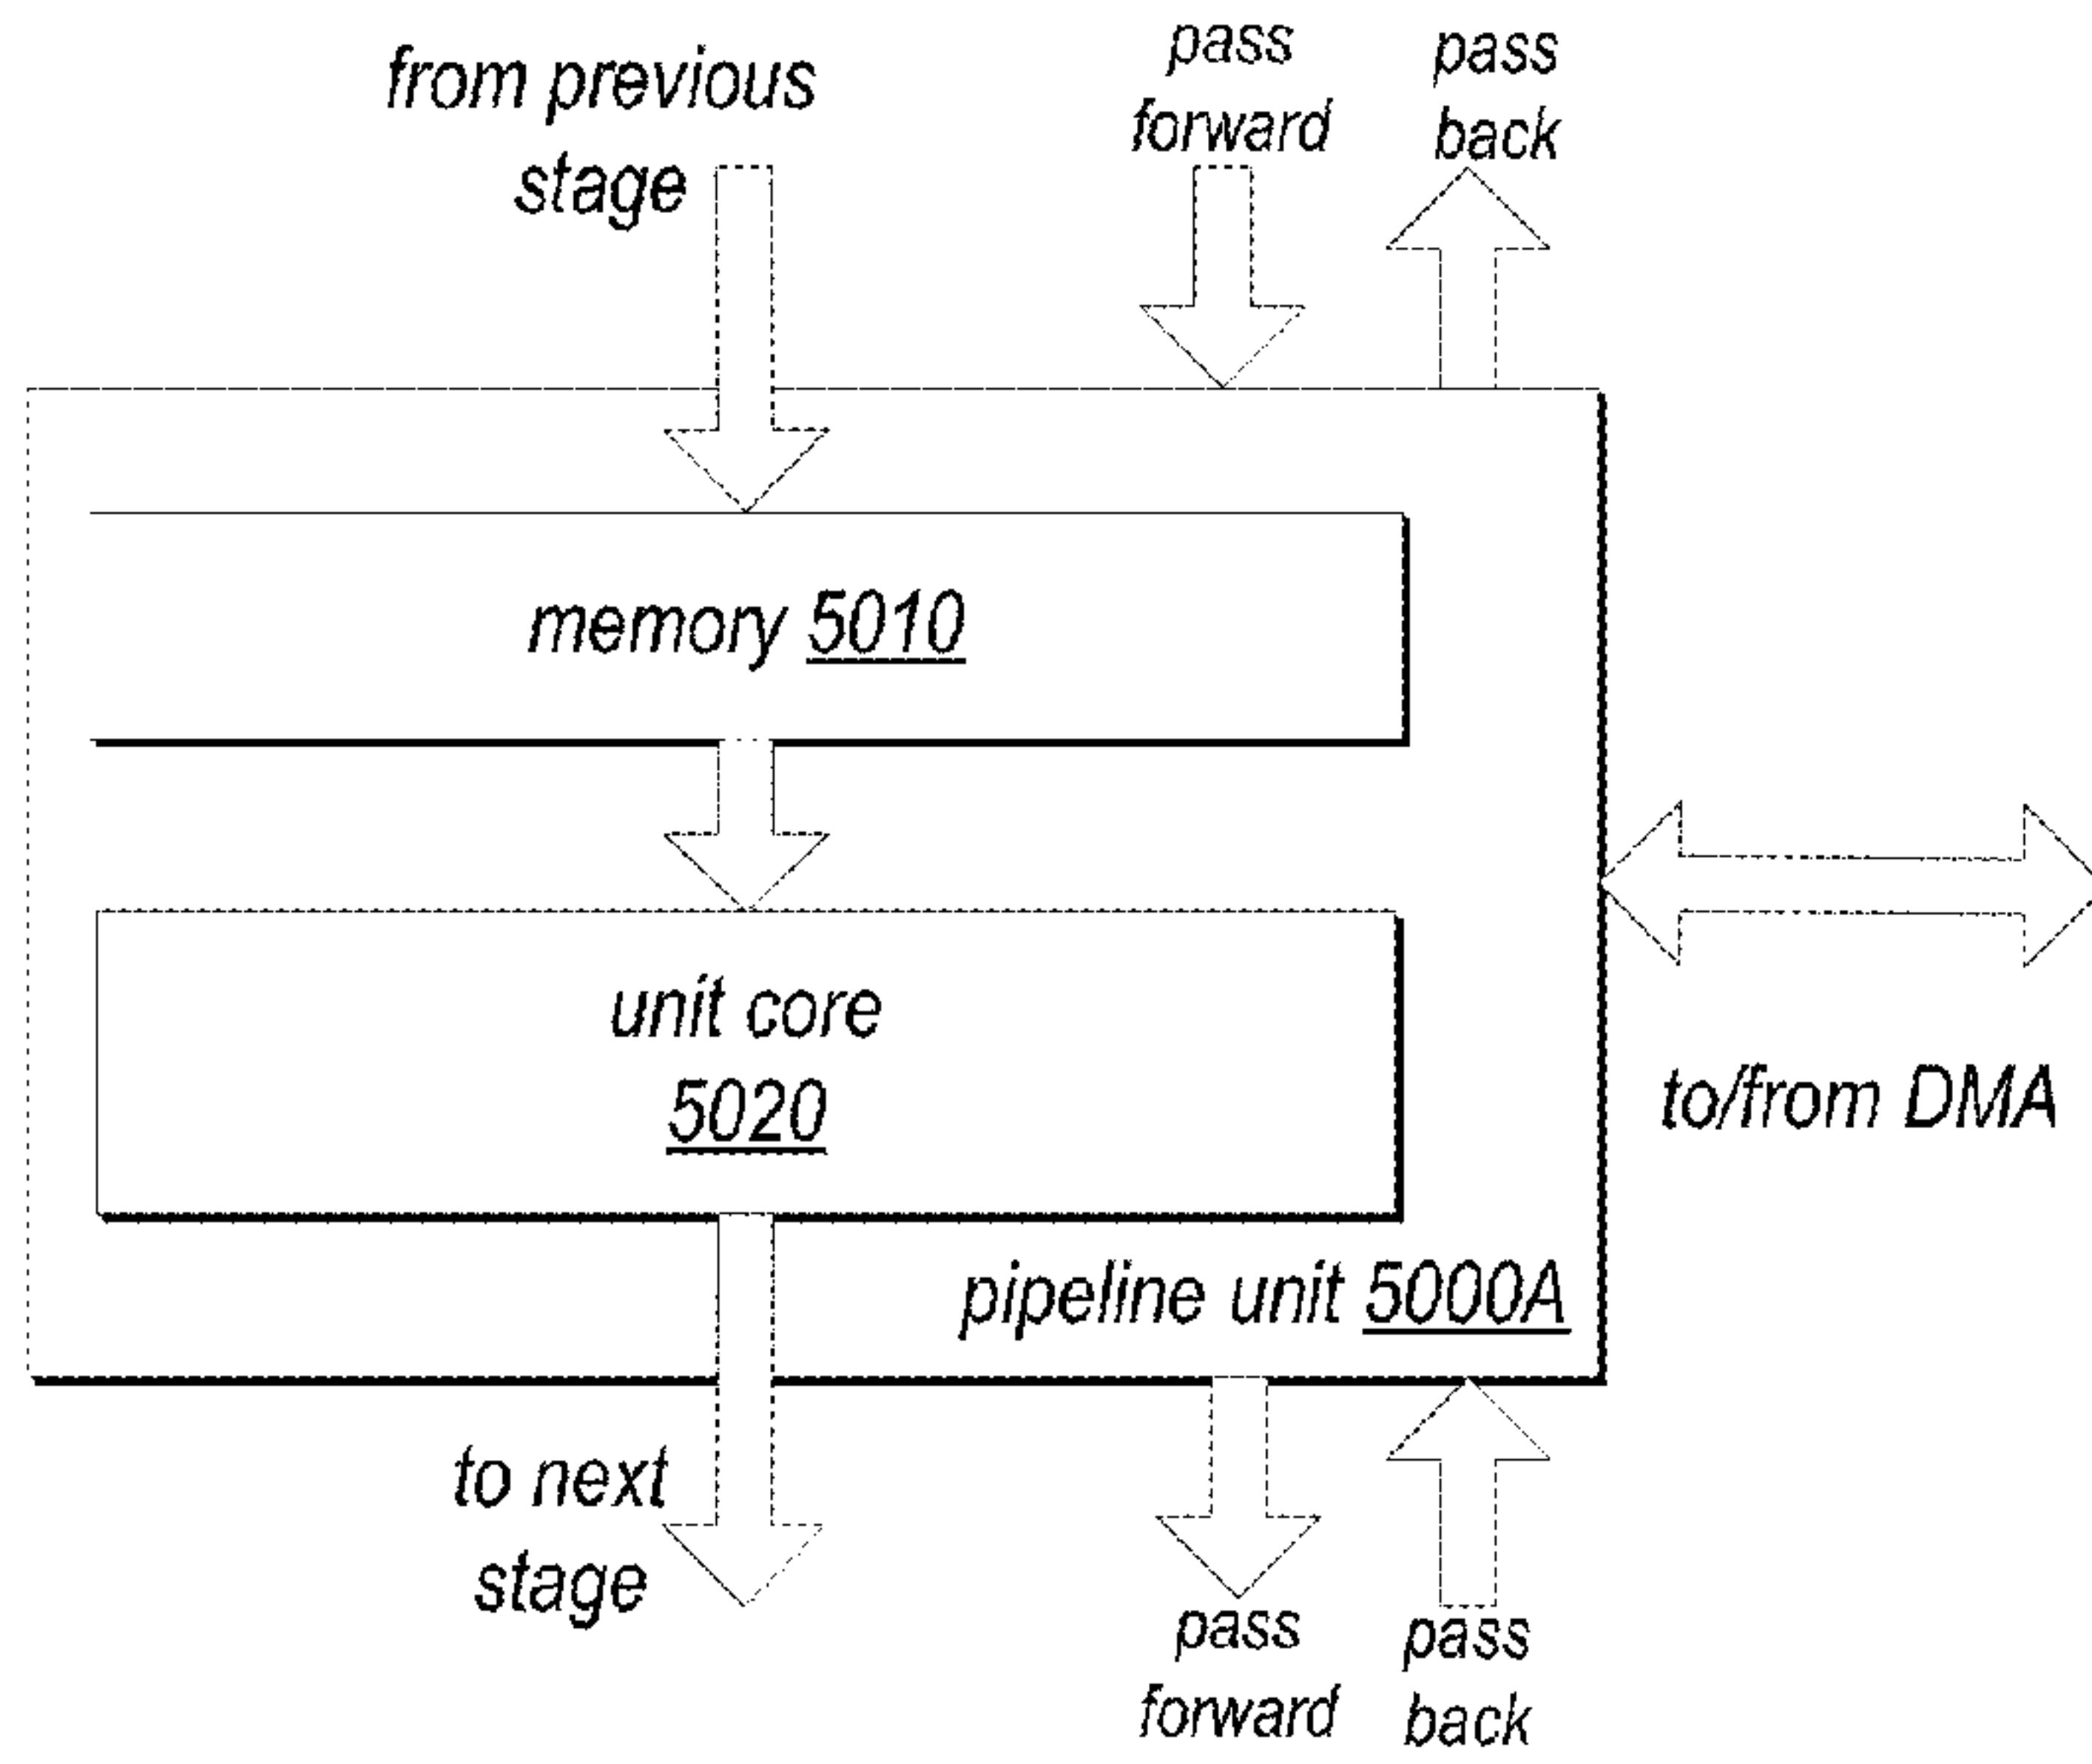 from previous
stage
pass
forward
pass
back
memory 5010
unit core
5020
to/from DMA
pipeline unit 5000A
to next
stage
pass
forward
pass
back